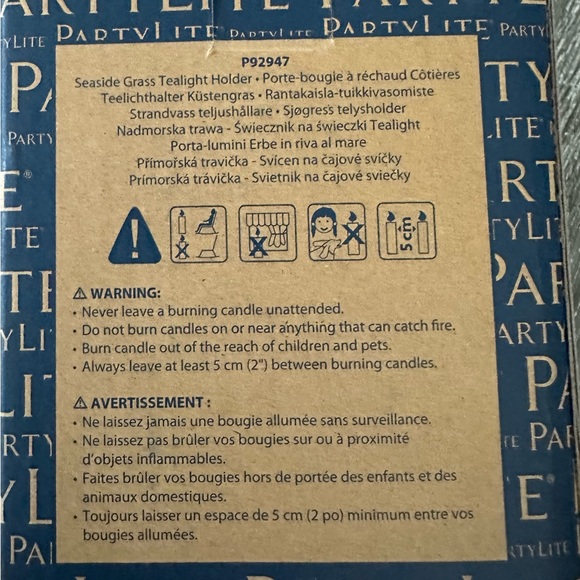 PARTYLITE
PARTYLITE PARTYLITE PARTYLITE PARTY
P92947
Seaside Grass Tealight Holder • Porte-bougie à réchaud Côtières
Teelichthalter Küstengras • Rantakaisla-tuikkivasomiste
Strandvass teljushållare • Sjøgress telysholder
Nadmorska trawa - Świecznik na świeczki Tealight
Porta-lumini Erbe in riva al mare
Přímořská travička - Svícen na čajové svíčky
Prímorská trávička - Svietnik na čajové sviečky
5 cm
⚠ WARNING:
• Never leave a burning candle unattended.
• Do not burn candles on or near anything that can catch fire.
• Burn candle out of the reach of children and pets.
• Always leave at least 5 cm (2") between burning candles.
⚠ AVERTISSEMENT :
• Ne laissez jamais une bougie allumée sans surveillance.
• Ne laissez pas brûler vos bougies sur ou à proximité
d'objets inflammables.
• Faites brûler vos bougies hors de portée des enfants et des
animaux domestiques.
• Toujours laisser un espace de 5 cm (2 po) minimum entre vos
bougies allumées.